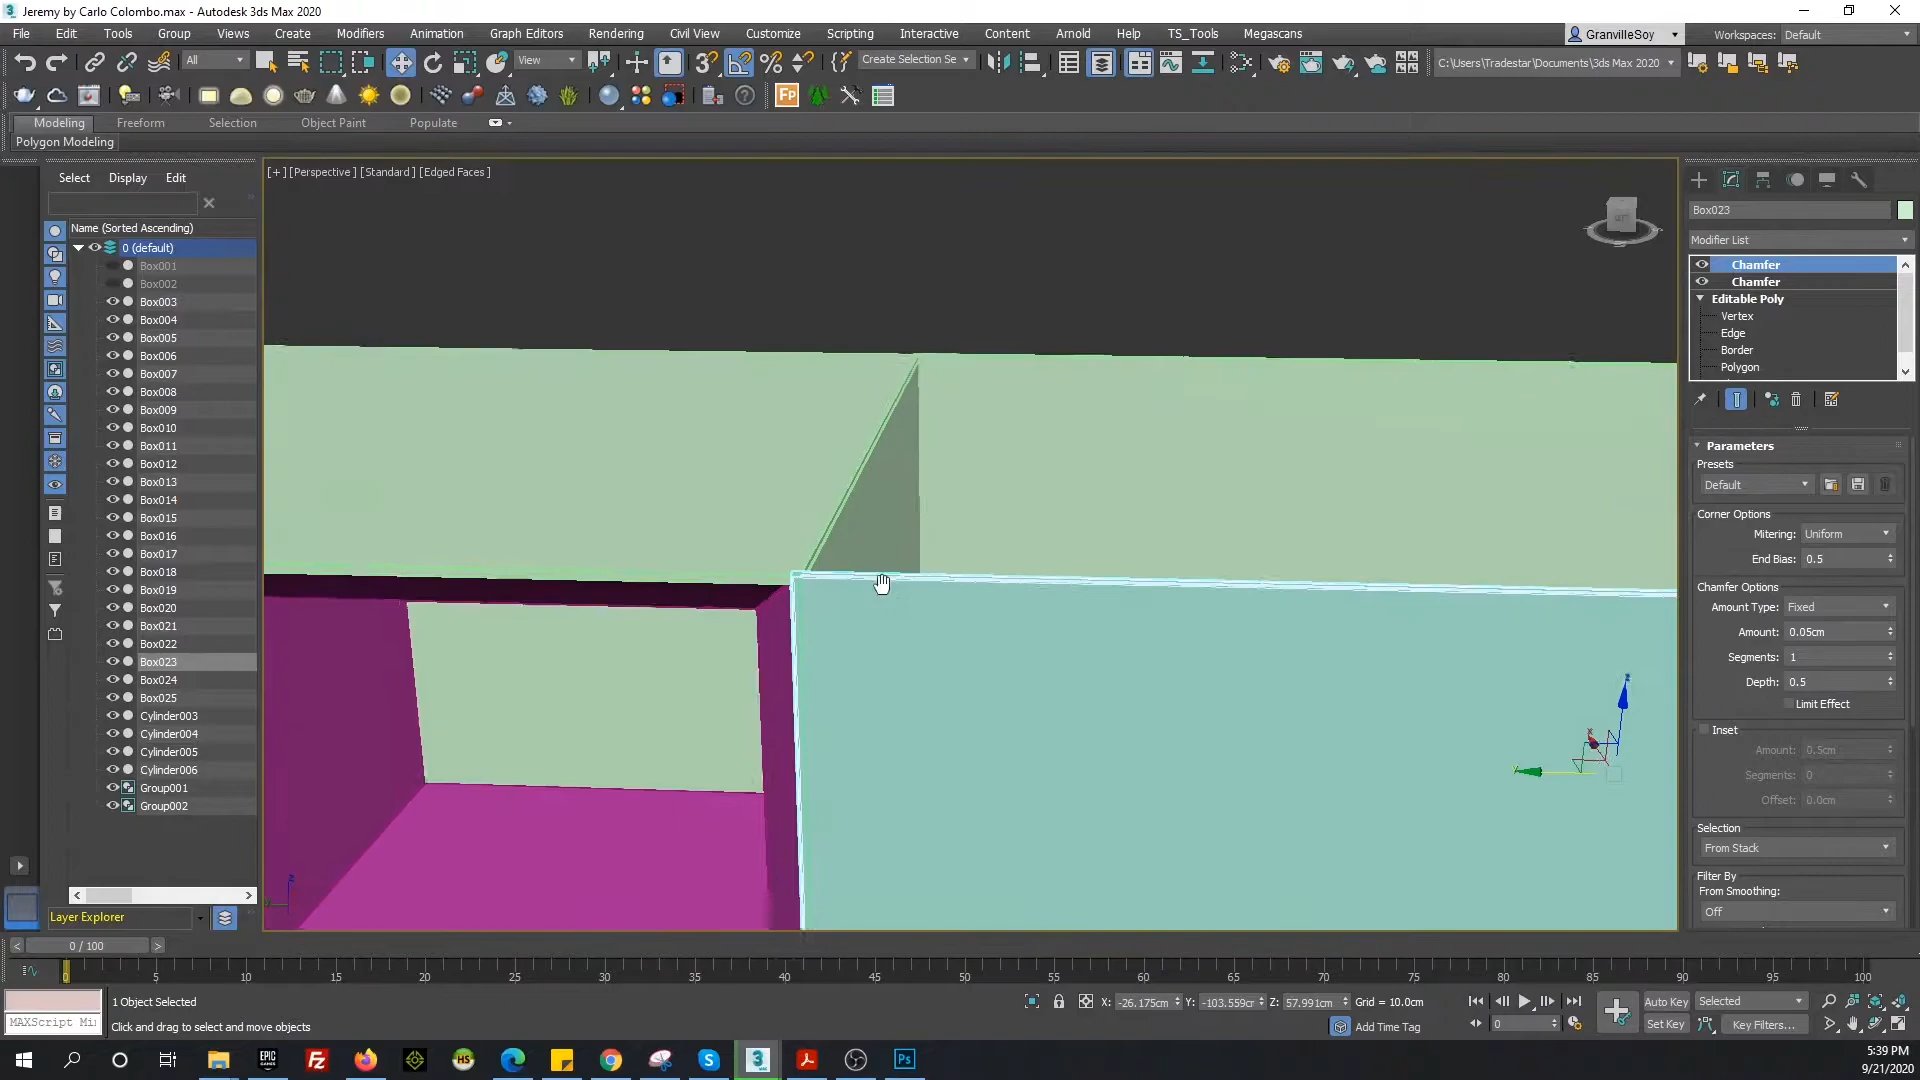 Jeremy by Carlo Colombo.max - Autodesk 3ds Max 2020
File Edit Tools Group Views Create Modifiers Animation Graph Editors Rendering Civil View Customize Scripting Interactive Content Arnold Help TS_Tools Megascans GranvilleSoy Workspaces: Default
All View Create Selection Se C:\Users\Tradestar\Documents\3ds Max 2020
Modeling Freeform Selection Object Paint Populate
Polygon Modeling
Select Display Edit
[+] [Perspective ] [Standard ] [Edged Faces ]
Name (Sorted Ascending)
0 (default)
Box001
Box002
Box003
Box004
Box005
Box006
Box007
Box008
Box009
Box010
Box011
Box012
Box013
Box014
Box015
Box016
Box017
Box018
Box019
Box020
Box021
Box022
Box023
Box024
Box025
Cylinder003
Cylinder004
Cylinder005
Cylinder006
Group001
Group002
Layer Explorer
Box023
Modifier List
Chamfer
Chamfer
Editable Poly
Vertex
Edge
Border
Polygon
Parameters
Presets
Default
Corner Options
Mitering: Uniform
End Bias: 0.5
Chamfer Options
Amount Type: Fixed
Amount: 0.05cm
Segments: 1
Depth: 0.5
Limit Effect
Inset
Amount: 0.5cm
Segments: 0
Offset: 0.0cm
Selection
From Stack
Filter By
From Smoothing:
Off
0 / 100
0 5 10 15 20 25 30 35 40 45 50 55 60 65 70 75 80 85 90 95 100
1 Object Selected
X: -26.175cm Y: -103.559cm Z: 57.991cm Grid = 10.0cm
Auto Key Selected
MAXScript Mi
Click and drag to select and move objects
Add Time Tag
0
Set Key Key Filters...
5:39 PM
9/21/2020